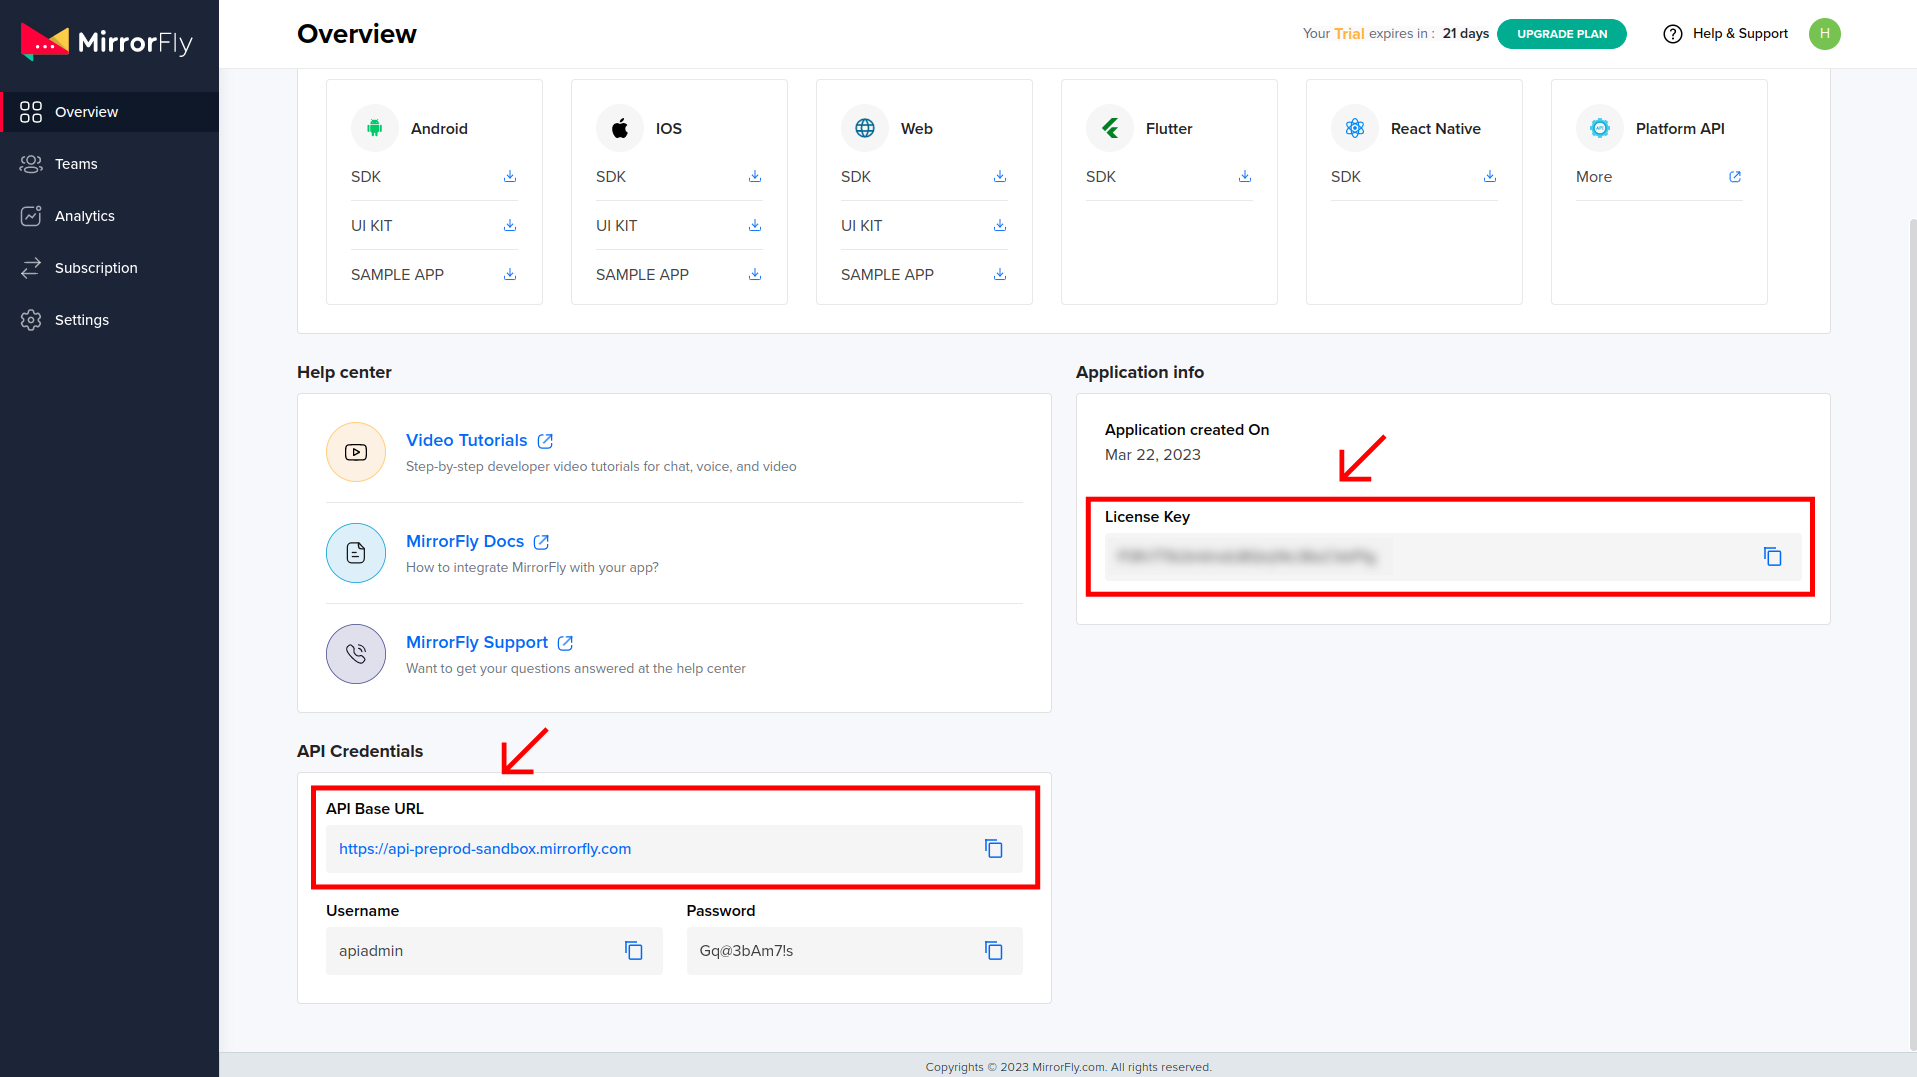 MirrorFly
Overview
Your Trial expires in : 21 days
UPGRADE PLAN
Help & Support
H
Overview
Teams
Analytics
Subscription
Settings
Android
SDK
UI KIT
SAMPLE APP
IOS
SDK
UI KIT
SAMPLE APP
Web
SDK
UI KIT
SAMPLE APP
Flutter
SDK
React Native
SDK
API
Platform API
More
Help center
Video Tutorials
Step-by-step developer video tutorials for chat, voice, and video
MirrorFly Docs
How to integrate MirrorFly with your app?
MirrorFly Support
Want to get your questions answered at the help center
Application info
Application created On
Mar 22, 2023
License Key
API Credentials
API Base URL
https://api-preprod-sandbox.mirrorfly.com
Username
apiadmin
Password
Gq@3bAm7!s
Copyrights © 2023 MirrorFly.com. All rights reserved.